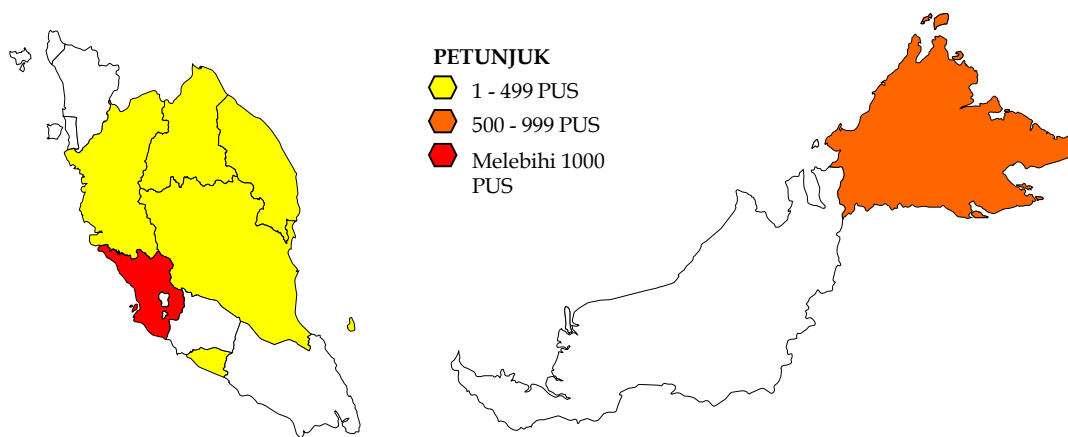 PETUNJUK
1 - 499 PUS
500 - 999 PUS
Melebihi 1000
PUS